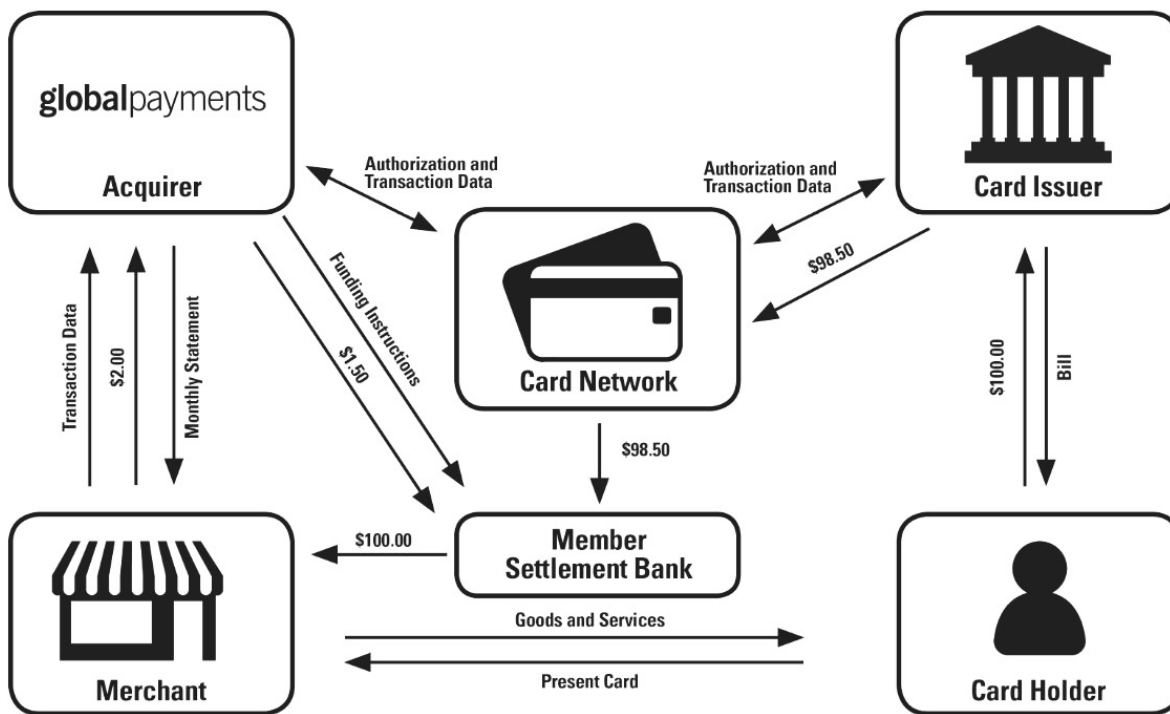 globalpayments
Acquirer
Card Issuer
Authorization and
Transaction Data
Authorization and
Transaction Data
$98.50
Funding Instructions
$1.50
Card Network
Transaction Data
$2.00
Monthly Statement
$100.00
Bill
$98.50
Member
Settlement Bank
$100.00
Goods and Services
Present Card
Merchant
Card Holder